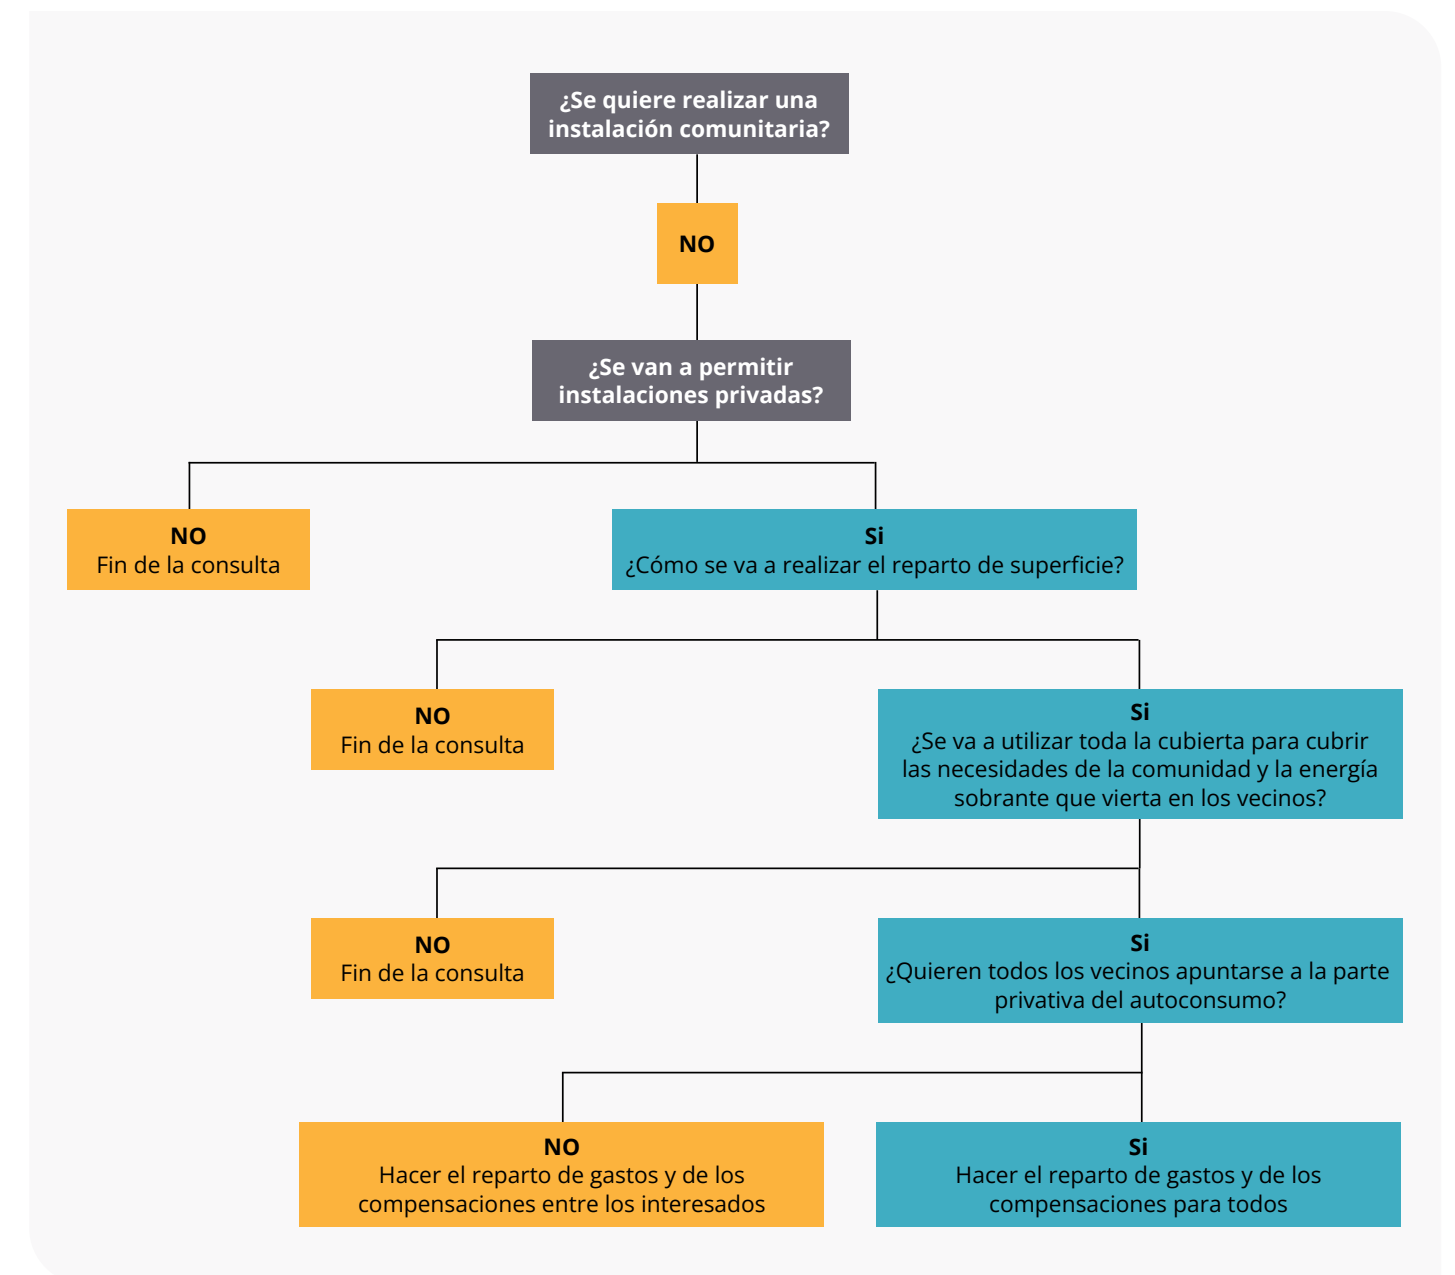 ¿Se quiere realizar una
instalación comunitaria?
NO
¿Se van a permitir
instalaciones privadas?
NO
Fin de la consulta
Si
¿Cómo se va a realizar el reparto de superficie?
NO
Fin de la consulta
Si
¿Se va a utilizar toda la cubierta para cubrir
las necesidades de la comunidad y la energía
sobrante que vierta en los vecinos?
NO
Fin de la consulta
Si
¿Quieren todos los vecinos apuntarse a la parte
privativa del autoconsumo?
NO
Hacer el reparto de gastos y de los
compensaciones entre los interesados
Si
Hacer el reparto de gastos y de los
compensaciones para todos